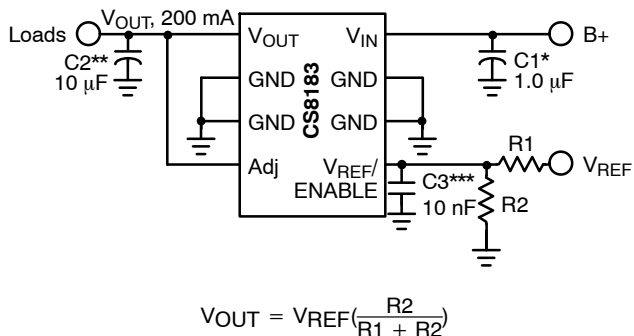 Loads
VOUT, 200 mA
C2**
10 μF
VOUT
GND
GND
Adj
CS8183
VIN
GND
GND
VREF/
ENABLE
B+
C1*
1.0 μF
R1
VREF
C3***
10 nF
R2
VOUT = VREF(R2/R1 + R2)